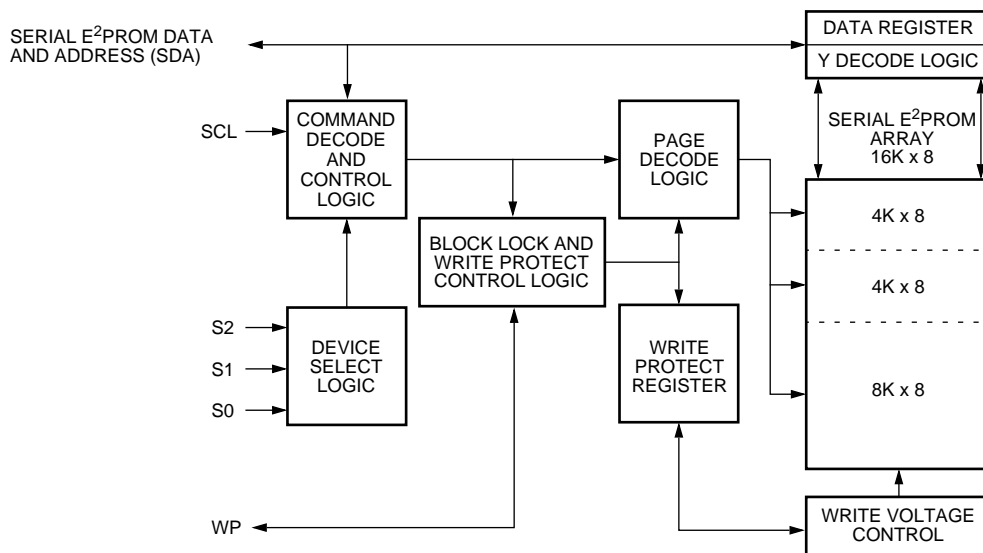 SERIAL E²PROM DATA
AND ADDRESS (SDA)
DATA REGISTER
Y DECODE LOGIC
SCL
COMMAND
DECODE
AND
CONTROL
LOGIC
PAGE
DECODE
LOGIC
SERIAL E²PROM
ARRAY
16K x 8
4K x 8
BLOCK LOCK AND
WRITE PROTECT
CONTROL LOGIC
4K x 8
S2
S1
S0
DEVICE
SELECT
LOGIC
WRITE
PROTECT
REGISTER
8K x 8
WP
WRITE VOLTAGE
CONTROL